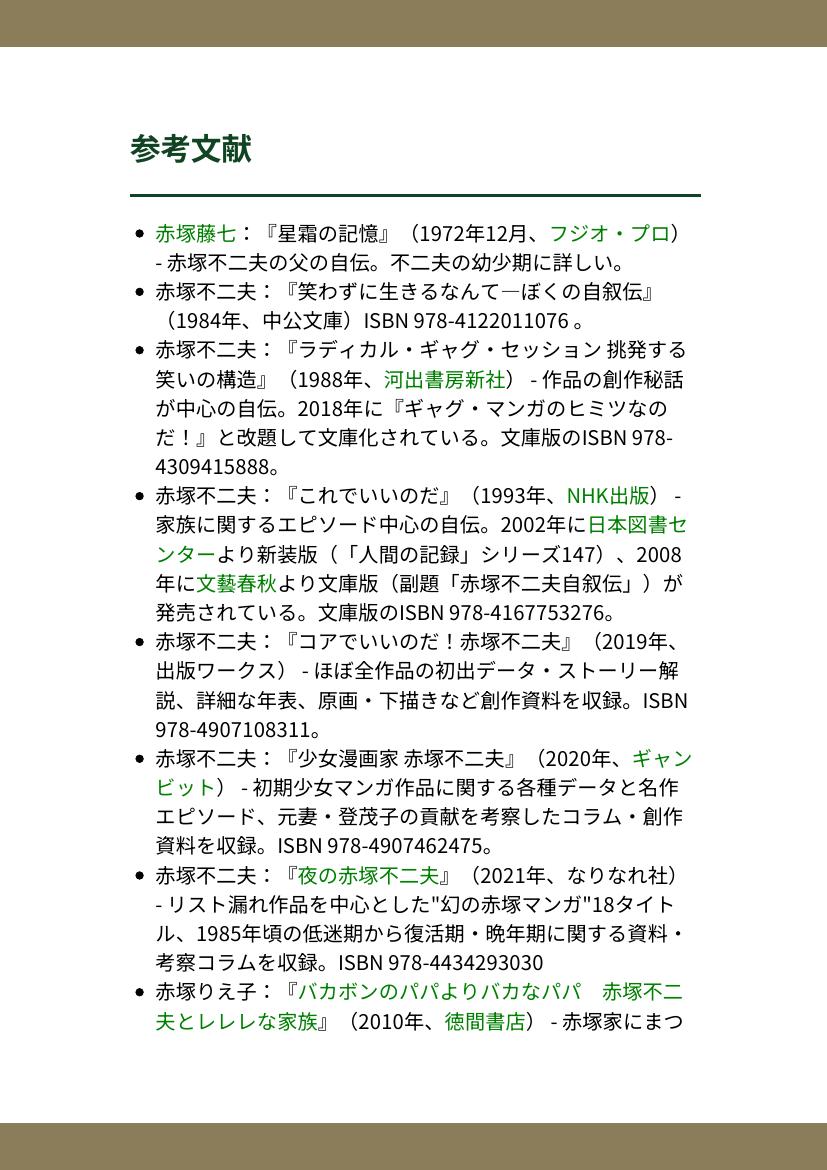 参考文献
赤塚藤七：『星霜の記憶』（1972年12月、フジオ・プロ）
- 赤塚不二夫の父の自伝。不二夫の幼少期に詳しい。
赤塚不二夫：『笑わずに生きるなんて―ぼくの自叙伝』
（1984年、中公文庫）ISBN 978-4122011076 。
赤塚不二夫：『ラディカル・ギャグ・セッション 挑発する
笑いの構造』（1988年、河出書房新社） - 作品の創作秘話
が中心の自伝。2018年に『ギャグ・マンガのヒミツなの
だ！』と改題して文庫化されている。文庫版のISBN 978-
4309415888。
赤塚不二夫：『これでいいのだ』（1993年、NHK出版） -
家族に関するエピソード中心の自伝。2002年に日本図書セ
ンターより新装版（「人間の記録」シリーズ147）、2008
年に文藝春秋より文庫版（副題「赤塚不二夫自叙伝」）が
発売されている。文庫版のISBN 978-4167753276。
赤塚不二夫：『コアでいいのだ！赤塚不二夫』（2019年、
出版ワークス） - ほぼ全作品の初出データ・ストーリー解
説、詳細な年表、原画・下描きなど創作資料を収録。ISBN
978-4907108311。
赤塚不二夫：『少女漫画家 赤塚不二夫』（2020年、ギャン
ビット） - 初期少女マンガ作品に関する各種データと名作
エピソード、元妻・登茂子の貢献を考察したコラム・創作
資料を収録。ISBN 978-4907462475。
赤塚不二夫：『夜の赤塚不二夫』（2021年、なりなれ社）
- リスト漏れ作品を中心とした"幻の赤塚マンガ"18タイト
ル、1985年頃の低迷期から復活期・晩年期に関する資料・
考察コラムを収録。ISBN 978-4434293030
赤塚りえ子：『バカボンのパパよりバカなパパ　赤塚不二
夫とレレレな家族』（2010年、徳間書店） - 赤塚家にまつ